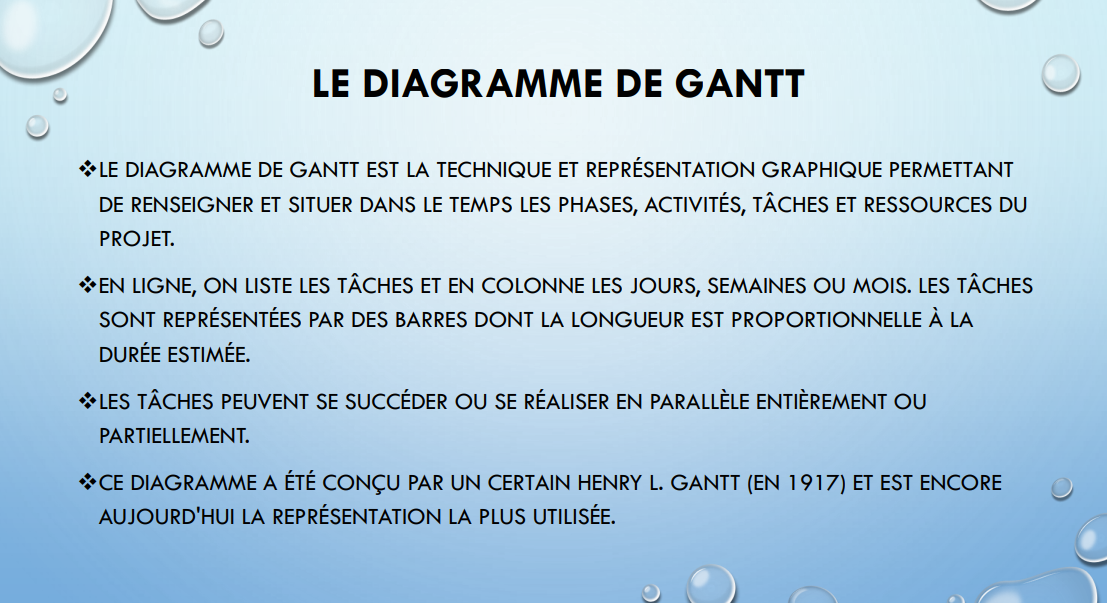 LE DIAGRAMME DE GANTT
❖LE DIAGRAMME DE GANTT EST LA TECHNIQUE ET REPRÉSENTATION GRAPHIQUE PERMETTANT
DE RENSEIGNER ET SITUER DANS LE TEMPS LES PHASES, ACTIVITÉS, TÂCHES ET RESSOURCES DU
PROJET.
❖EN LIGNE, ON LISTE LES TÂCHES ET EN COLONNE LES JOURS, SEMAINES OU MOIS. LES TÂCHES
SONT REPRÉSENTÉES PAR DES BARRES DONT LA LONGUEUR EST PROPORTIONNELLE À LA
DURÉE ESTIMÉE.
❖LES TÂCHES PEUVENT SE SUCCÉDER OU SE RÉALISER EN PARALLÈLE ENTIÈREMENT OU
PARTIELLEMENT.
❖CE DIAGRAMME A ÉTÉ CONÇU PAR UN CERTAIN HENRY L. GANTT (EN 1917) ET EST ENCORE
AUJOURD'HUI LA REPRÉSENTATION LA PLUS UTILISÉE.